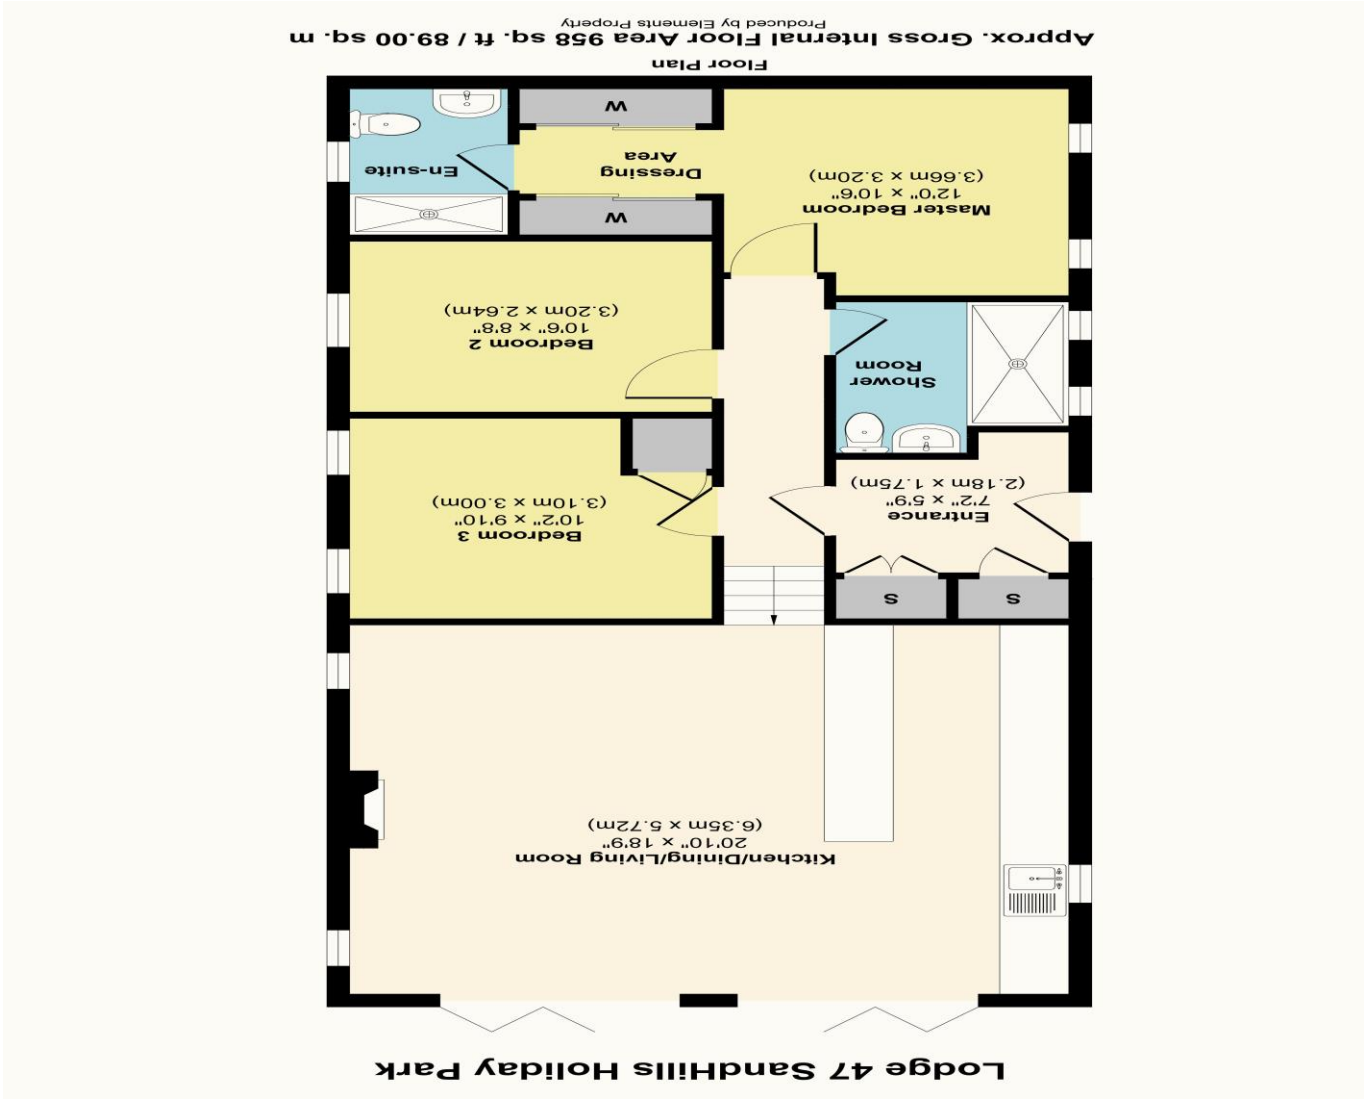 Lodge 47 SandHills Holiday Park
Kitchen/Dining/Living Room
20'10" x 18'9"
(6.35m x 5.72m)
S
S
Entrance
7'2" x 5'9"
(2.18m x 1.75m)
Bedroom 3
10'2" x 9'10"
(3.10m x 3.00m)
Shower
Room
Bedroom 2
10'6" x 8'8"
(3.20m x 2.64m)
Master Bedroom
12'0" x 10'6"
(3.66m x 3.20m)
W
Dressing
Area
W
En-suite
Floor Plan
Approx. Gross Internal Floor Area 958 sq. ft / 89.00 sq. m
Produced by Elements Property